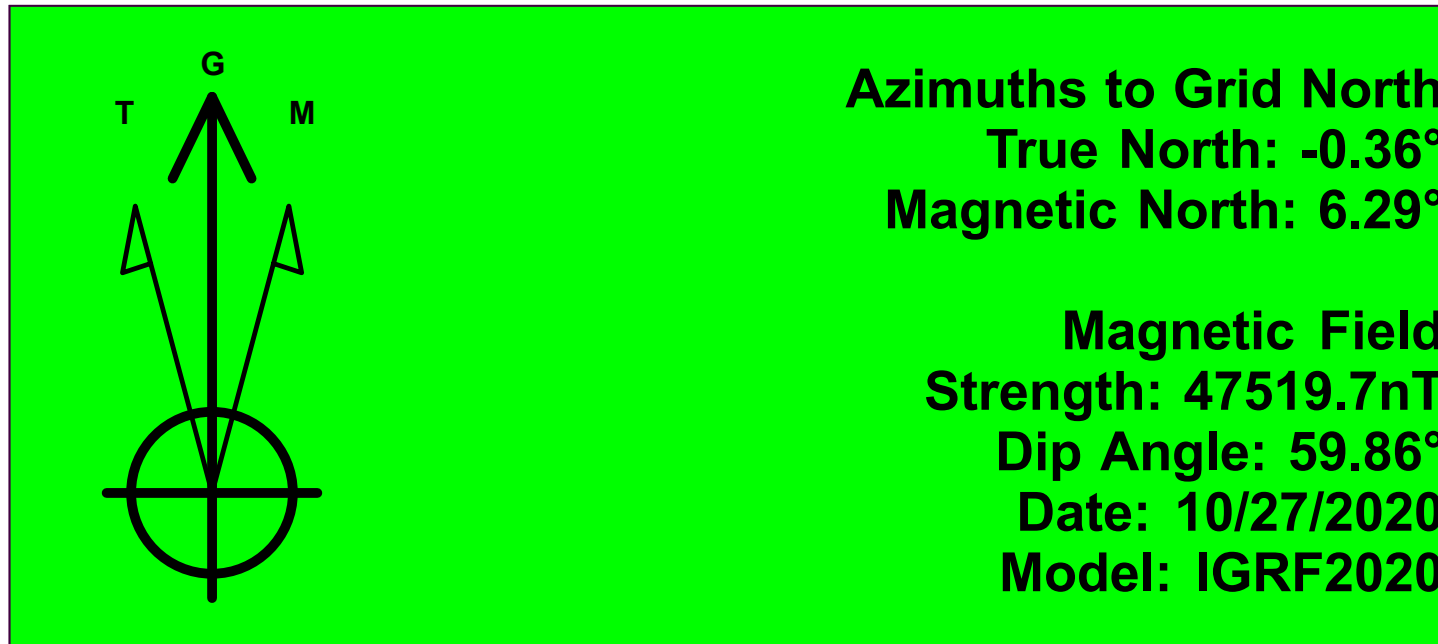 G
T M
Azimuths to Grid North
True North: -0.36°
Magnetic North: 6.29°
Magnetic Field
Strength: 47519.7nT
Dip Angle: 59.86°
Date: 10/27/2020
Model: IGRF2020